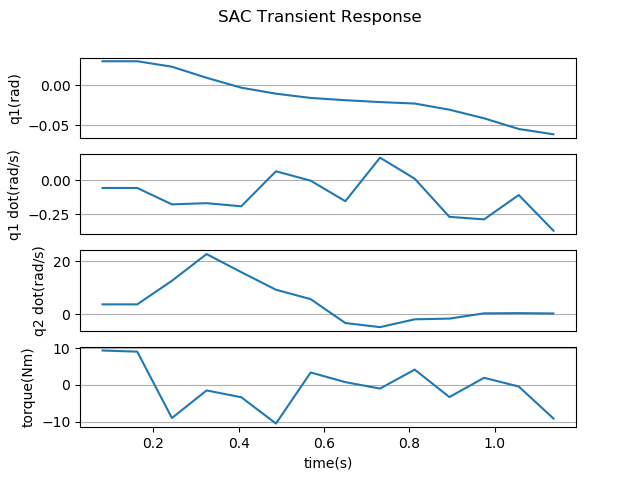 SAC Transient Response
q1(rad)
0.00
−0.05
q1 dot(rad/s)
0.00
−0.25
q2 dot(rad/s)
20
0
torque(Nm)
10
0
−10
0.2 0.4 0.6 0.8 1.0
time(s)